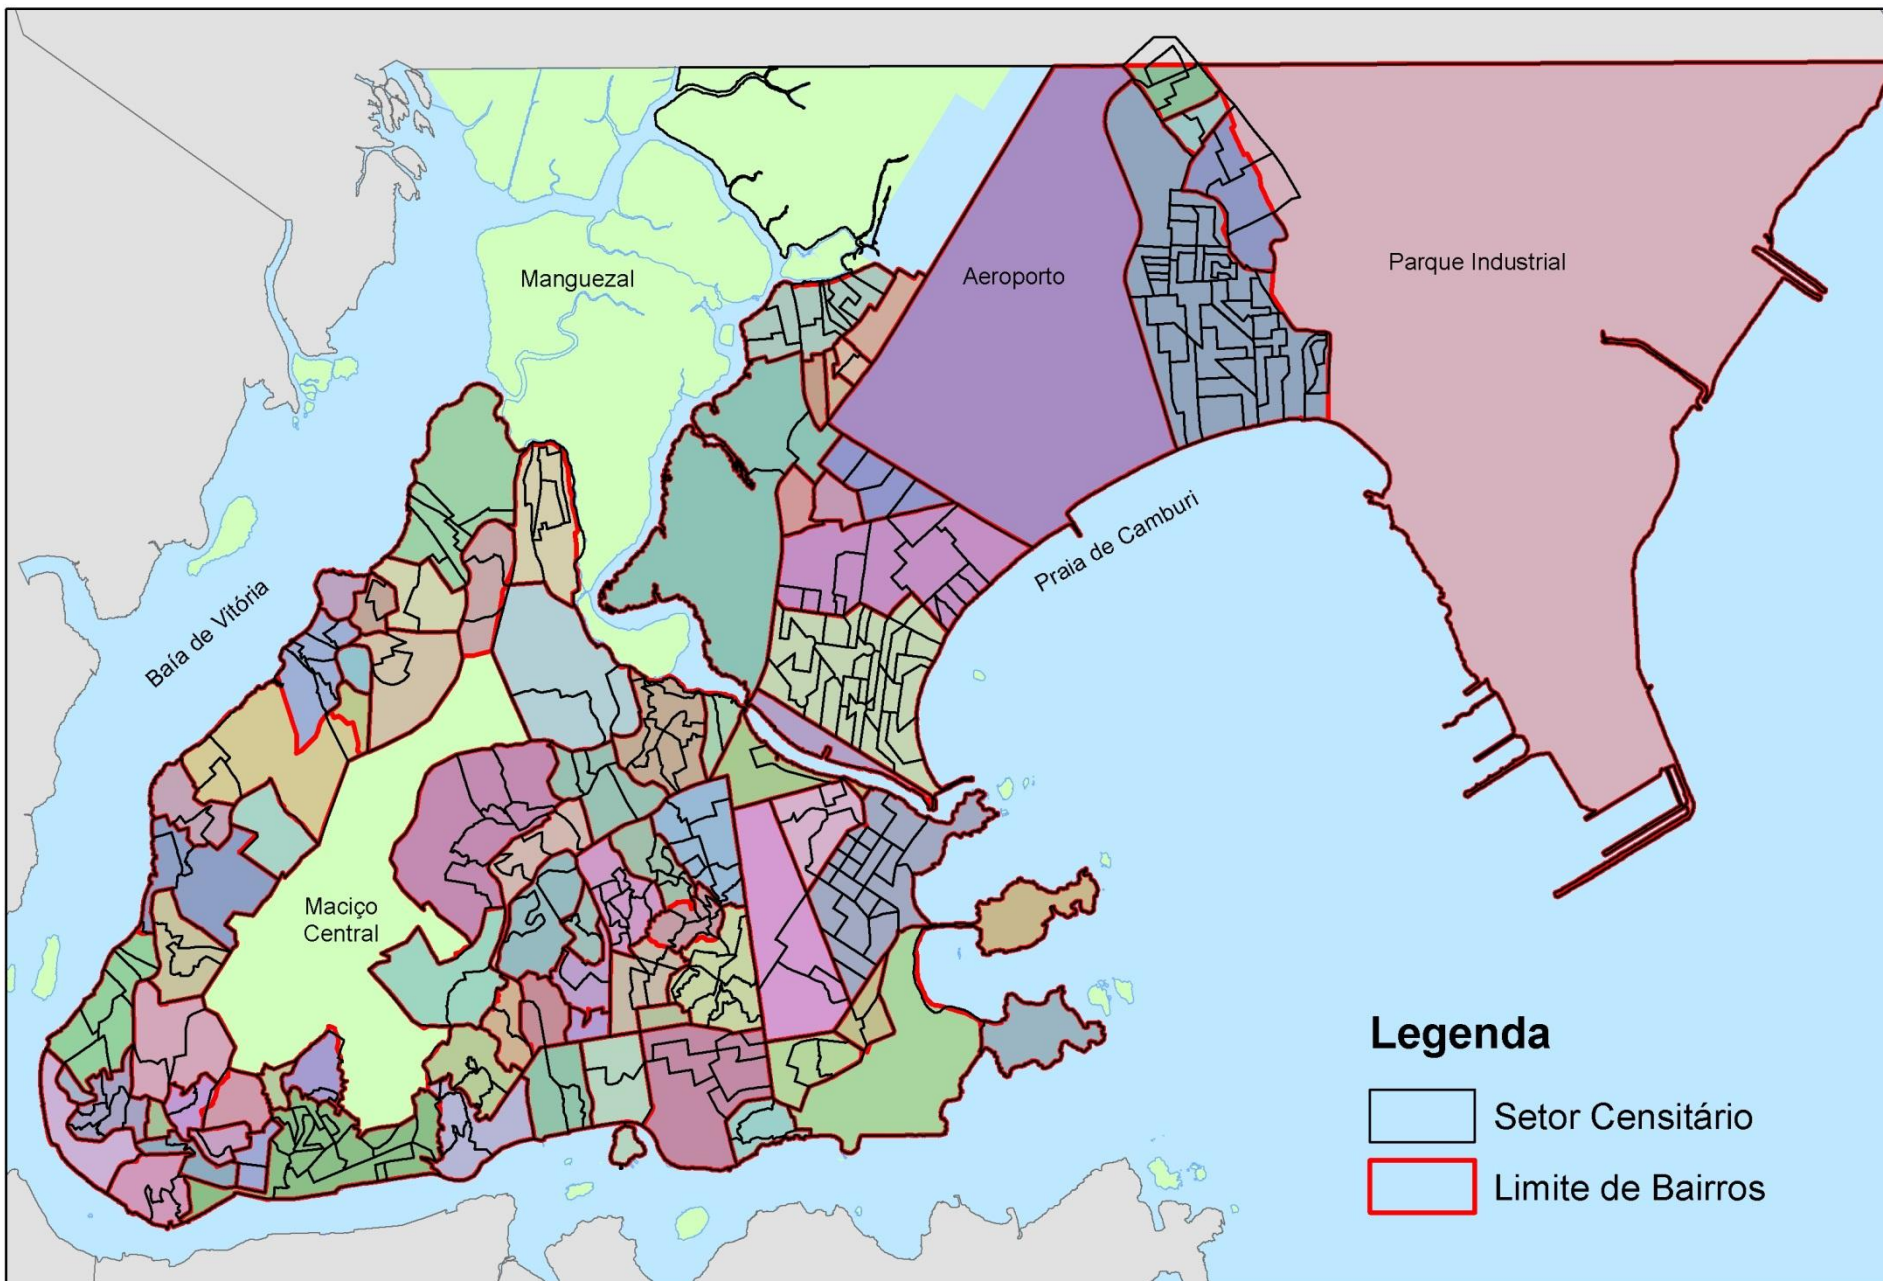 Manguezal
Aeroporto
Parque Industrial
Praia de Camburi
Baía de Vitória
Maciço
Central
Legenda
Setor Censitário
Limite de Bairros